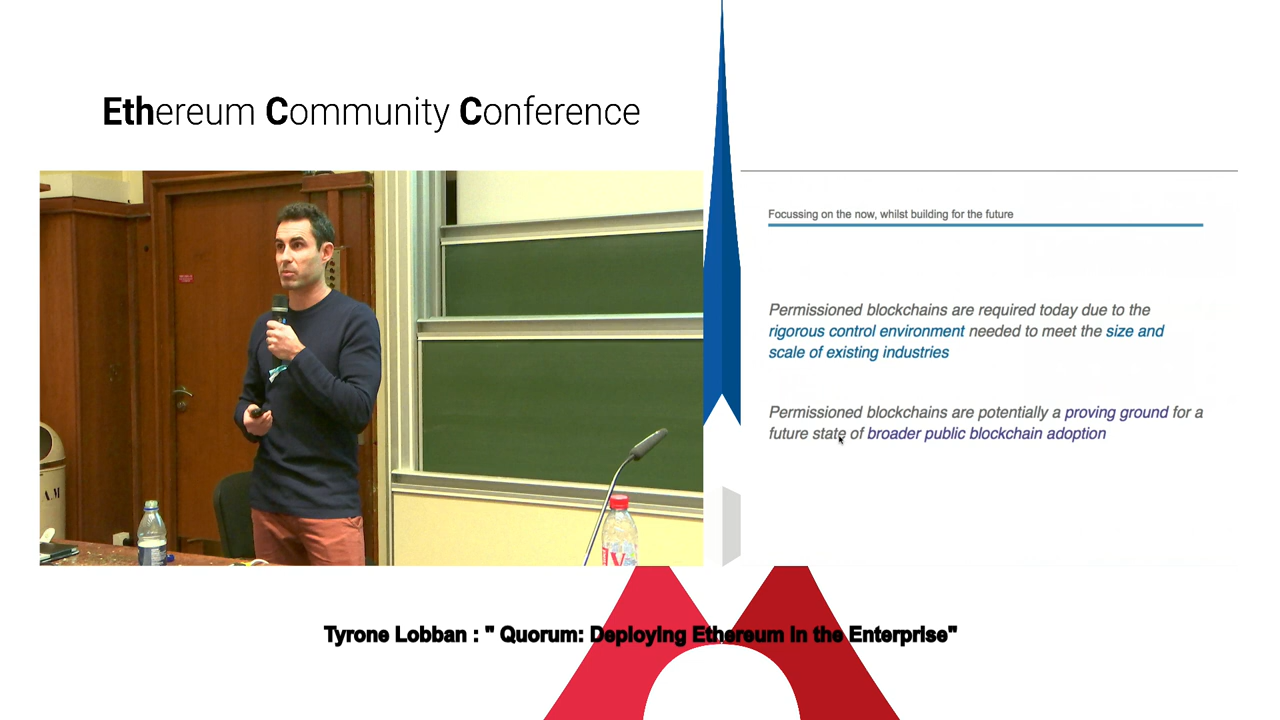 Ethereum Community Conference
Focussing on the now, whilst building for the future
Permissioned blockchains are required today due to the
rigorous control environment needed to meet the size and
scale of existing industries
Permissioned blockchains are potentially a proving ground for a
future state of broader public blockchain adoption
A.M
V
Tyrone Lobban : " Quorum: Deploying Ethereum in the Enterprise"